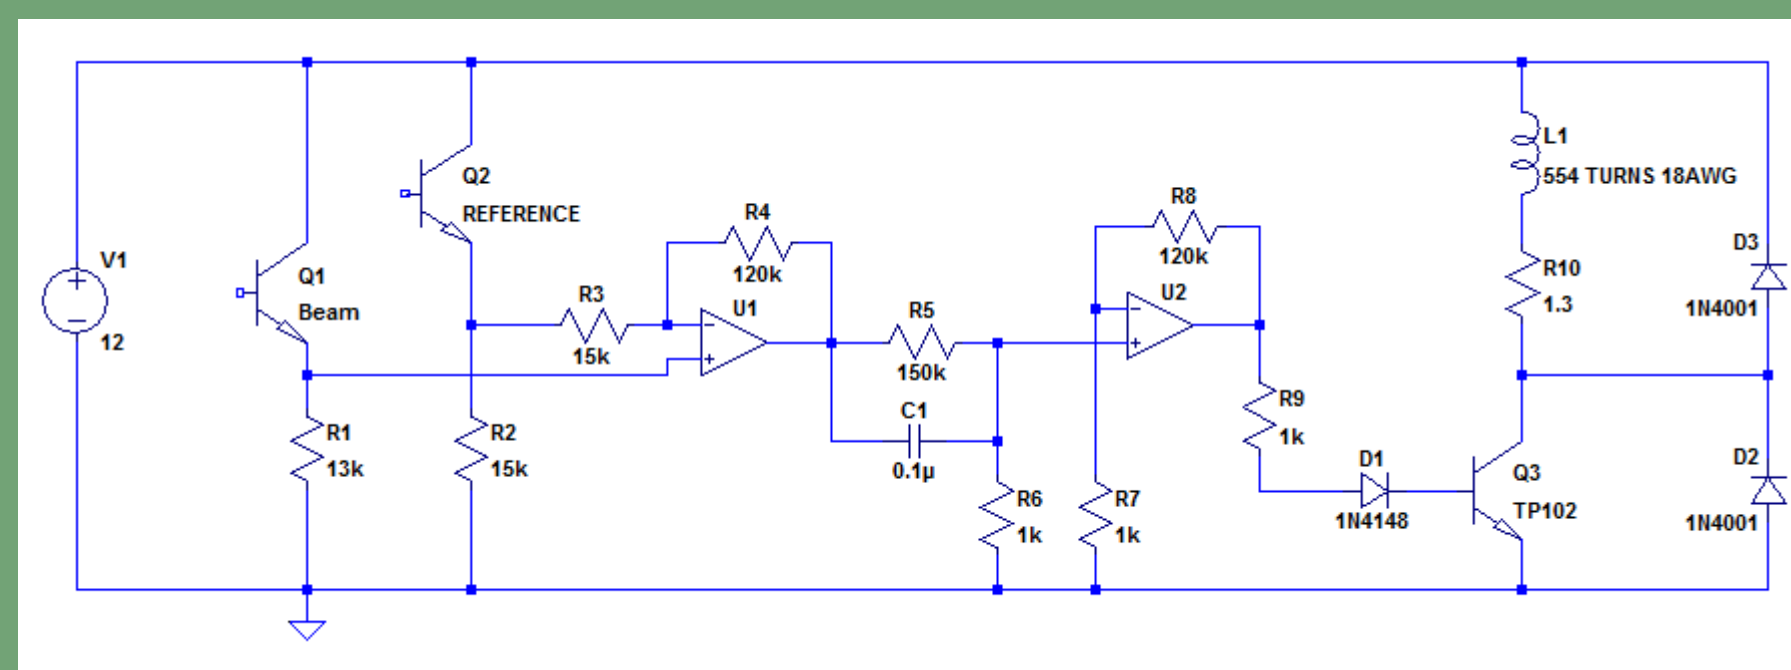 V1
+
−
12
Q1
Beam
R1
13k
Q2
REFERENCE
R2
15k
R3
15k
R4
120k
U1
−
+
R5
150k
C1
0.1µ
R6
1k
R7
1k
R8
120k
U2
−
+
R9
1k
D1
1N4148
L1
554 TURNS 18AWG
R10
1.3
Q3
TP102
D3
1N4001
D2
1N4001